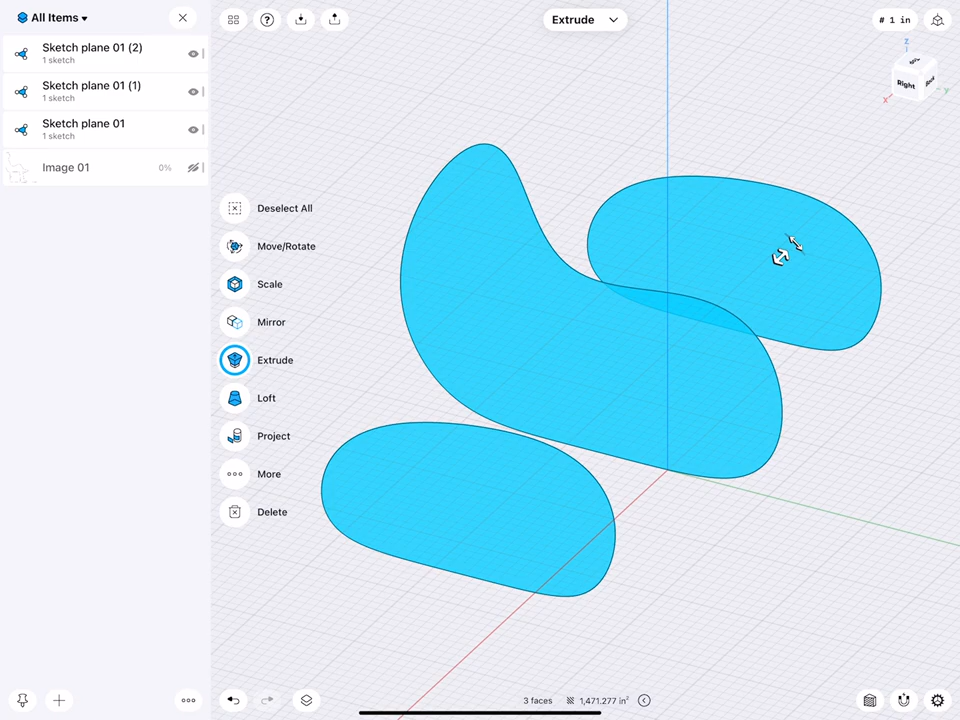 All Items ▾
Sketch plane 01 (2)
1 sketch
Sketch plane 01 (1)
1 sketch
Sketch plane 01
1 sketch
Image 01 0%
Extrude
# 1 in
Z
Right
Back
X
Y
Deselect All
Move/Rotate
Scale
Mirror
Extrude
Loft
Project
More
Delete
3 faces 1,471.277 in²